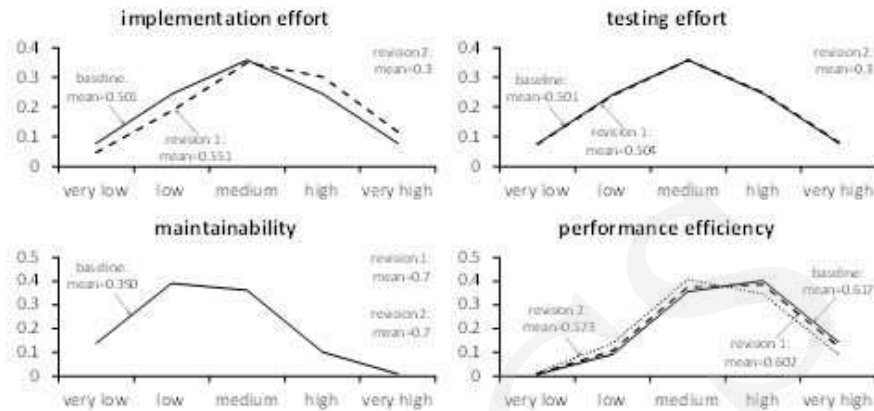 implementation effort
0.4
0.3
0.2
0.1
0
baseline:
mean=0.501
revision 1:
mean=0.551
revision 2:
mean=0.3
very low low medium high very high
testing effort
0.4
0.3
0.2
0.1
0
baseline:
mean=0.501
revision 1:
mean=0.504
revision 2:
mean=0.3
very low low medium high very high
maintainability
0.5
0.4
0.3
0.2
0.1
0
baseline:
mean=0.390
revision 1:
mean=0.7
revision 2:
mean=0.7
very low low medium high very high
performance efficiency
0.5
0.4
0.3
0.2
0.1
0
revision 2:
mean=0.573
baseline:
mean=0.617
revision 1:
mean=0.602
very low low medium high very high